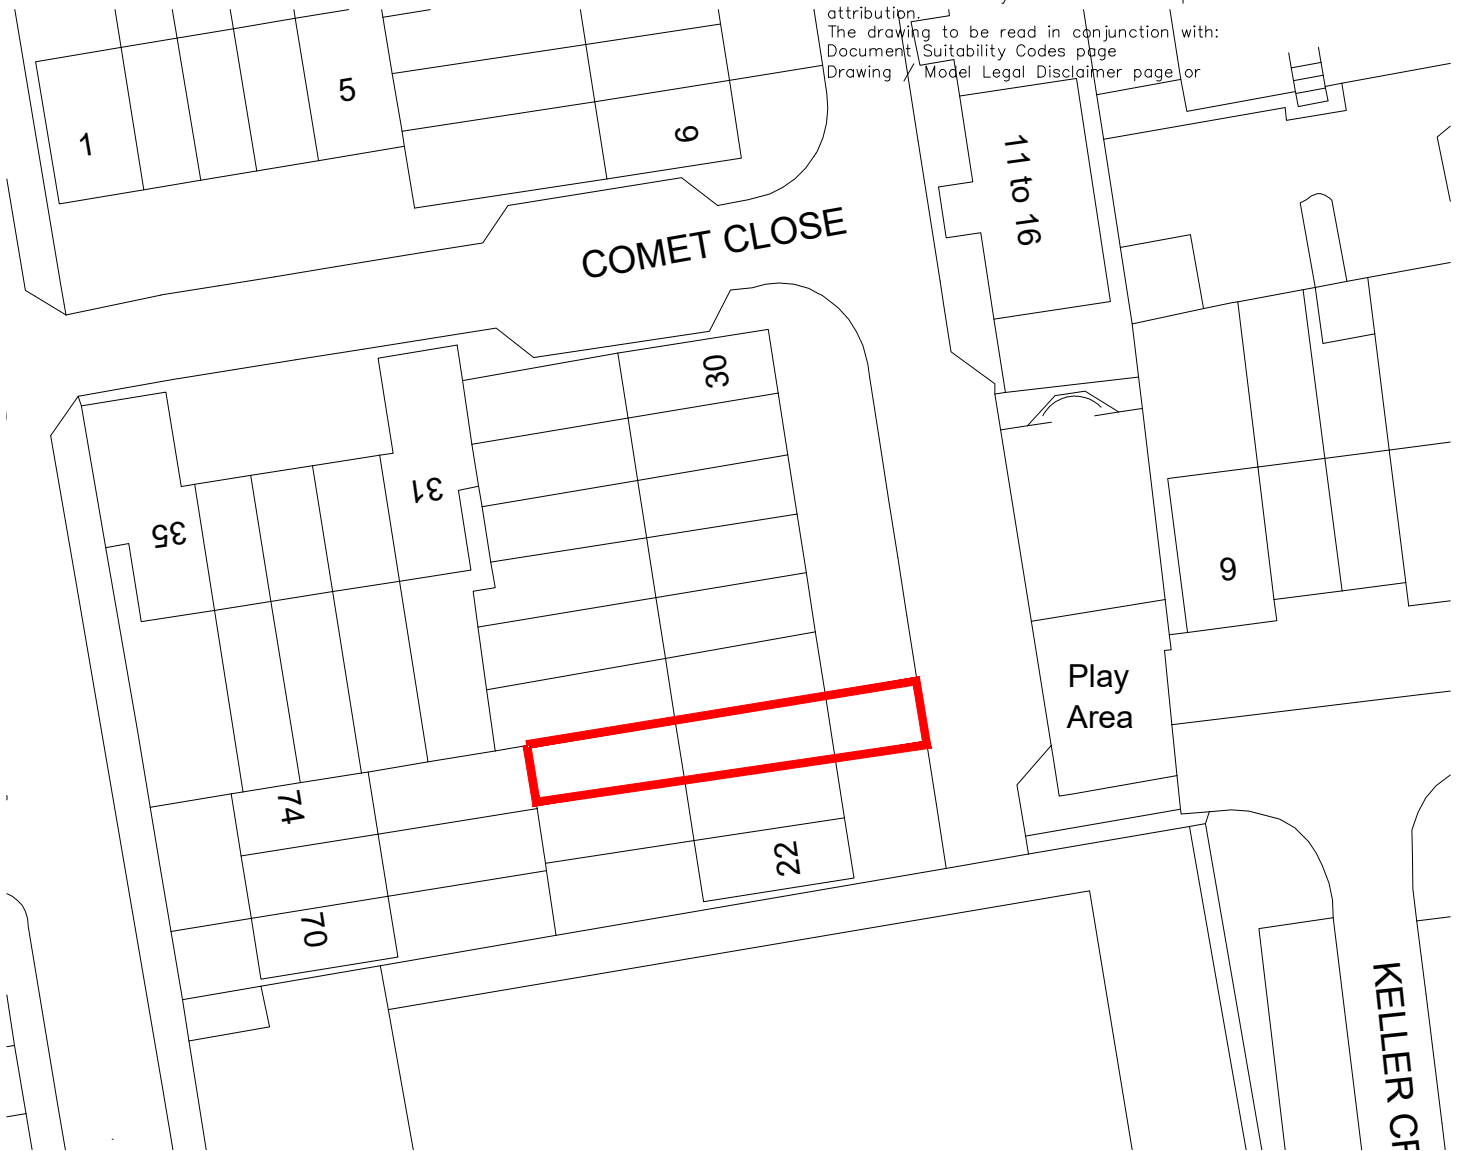 attribution.
The drawing to be read in conjunction with:
Document Suitability Codes page
Drawing / Model Legal Disclaimer page or
1
5
6
11 to 16
COMET CLOSE
30
31
35
9
Play
Area
74
22
70
KELLER